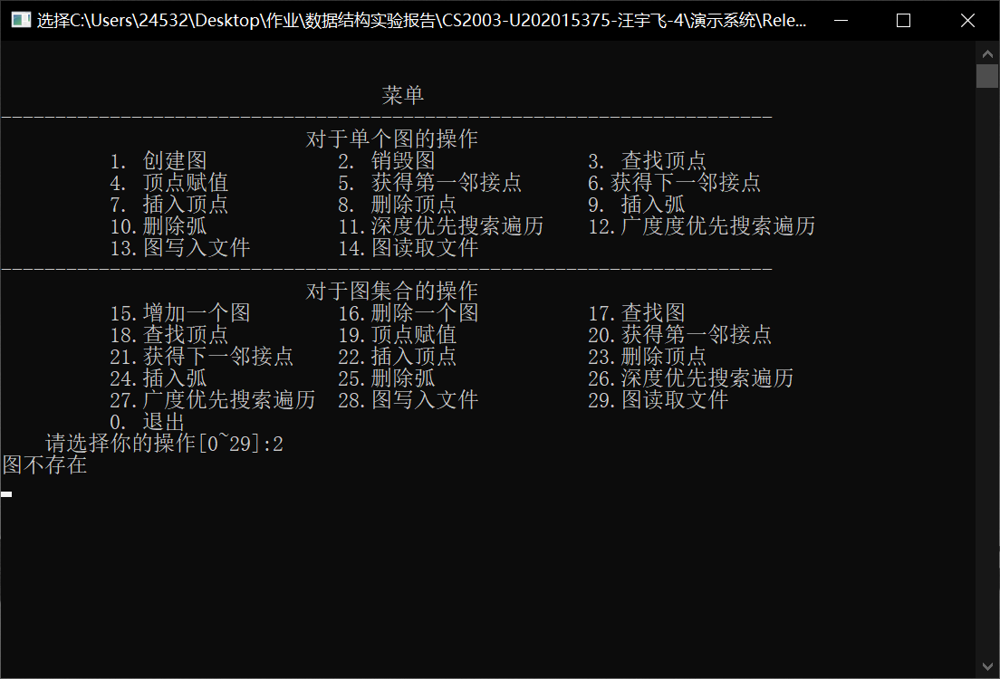 选择C:\Users\24532\Desktop\作业\数据结构实验报告\CS2003-U202015375-汪宇飞-4\演示系统\Rele...
菜单
-----------------------------------------------------------------------
对于单个图的操作
1. 创建图 2. 销毁图 3. 查找顶点
4. 顶点赋值 5. 获得第一邻接点 6.获得下一邻接点
7. 插入顶点 8. 删除顶点 9. 插入弧
10.删除弧 11.深度优先搜索遍历 12.广度度优先搜索遍历
13.图写入文件 14.图读取文件
-----------------------------------------------------------------------
对于图集合的操作
15.增加一个图 16.删除一个图 17.查找图
18.查找顶点 19.顶点赋值 20.获得第一邻接点
21.获得下一邻接点 22.插入顶点 23.删除顶点
24.插入弧 25.删除弧 26.深度优先搜索遍历
27.广度优先搜索遍历 28.图写入文件 29.图读取文件
0. 退出
请选择你的操作[0~29]:2
图不存在